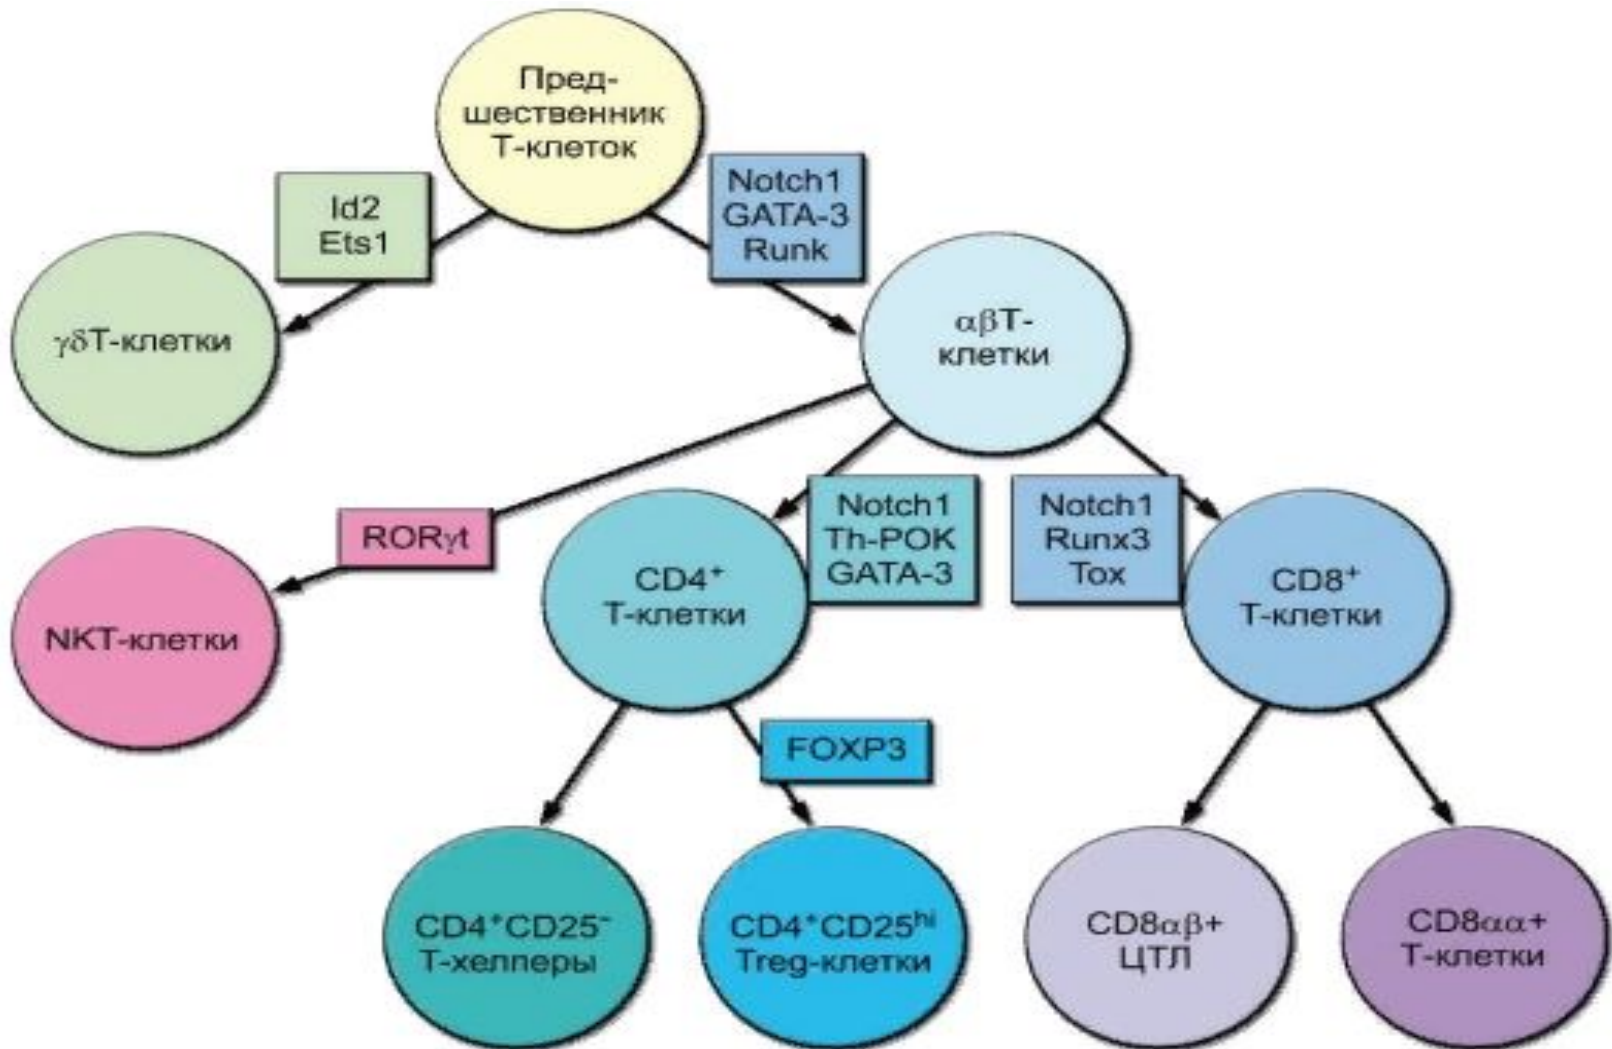 Пред-
шественник
Т-клеток
Id2
Ets1
Notch1
GATA-3
Runk
γδT-клетки
αβT-
клетки
RORγt
NKT-клетки
CD4⁺
Т-клетки
Notch1
Th-POK
GATA-3
Notch1
Runx3
Tox
CD8⁺
Т-клетки
FOXP3
CD4⁺CD25⁻
Т-хелперы
CD4⁺CD25ʰⁱ
Treg-клетки
CD8αβ+
ЦТЛ
CD8αα+
Т-клетки